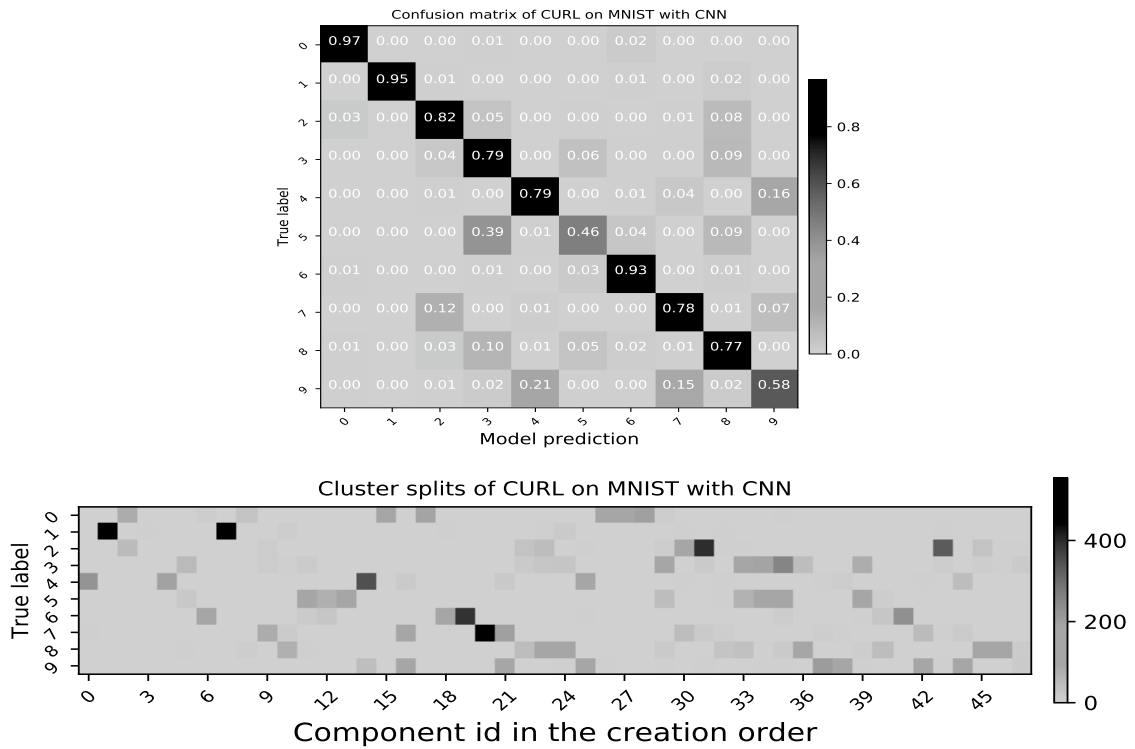 Confusion matrix of CURL on MNIST with CNN
0 0.97 0.00 0.00 0.01 0.00 0.00 0.02 0.00 0.00 0.00
1 0.00 0.95 0.01 0.00 0.00 0.00 0.01 0.00 0.02 0.00
2 0.03 0.00 0.82 0.05 0.00 0.00 0.00 0.01 0.08 0.00
3 0.00 0.00 0.04 0.79 0.00 0.06 0.00 0.00 0.09 0.00
4 0.00 0.00 0.01 0.00 0.79 0.00 0.01 0.04 0.00 0.16
5 0.00 0.00 0.00 0.39 0.01 0.46 0.04 0.00 0.09 0.00
6 0.01 0.00 0.00 0.01 0.00 0.03 0.93 0.00 0.01 0.00
7 0.00 0.00 0.12 0.00 0.01 0.00 0.00 0.78 0.01 0.07
8 0.01 0.00 0.03 0.10 0.01 0.05 0.02 0.01 0.77 0.00
9 0.00 0.00 0.01 0.02 0.21 0.00 0.00 0.15 0.02 0.58
True label
0 1 2 3 4 5 6 7 8 9
Model prediction
0.8
0.6
0.4
0.2
0.0
Cluster splits of CURL on MNIST with CNN
True label
0
1
2
3
4
5
6
7
8
9
0 3 6 9 12 15 18 21 24 27 30 33 36 39 42 45
Component id in the creation order
400
200
0